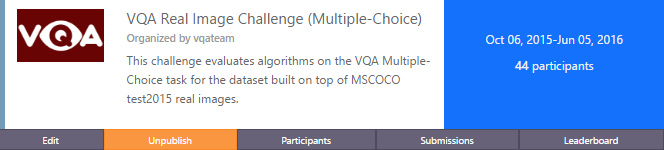 VQA
VQA Real Image Challenge (Multiple-Choice)
Organized by vqateam
This challenge evaluates algorithms on the VQA Multiple-
Choice task for the dataset built on top of MSCOCO
test2015 real images.
Oct 06, 2015-Jun 05, 2016
44 participants
Edit
Unpublish
Participants
Submissions
Leaderboard